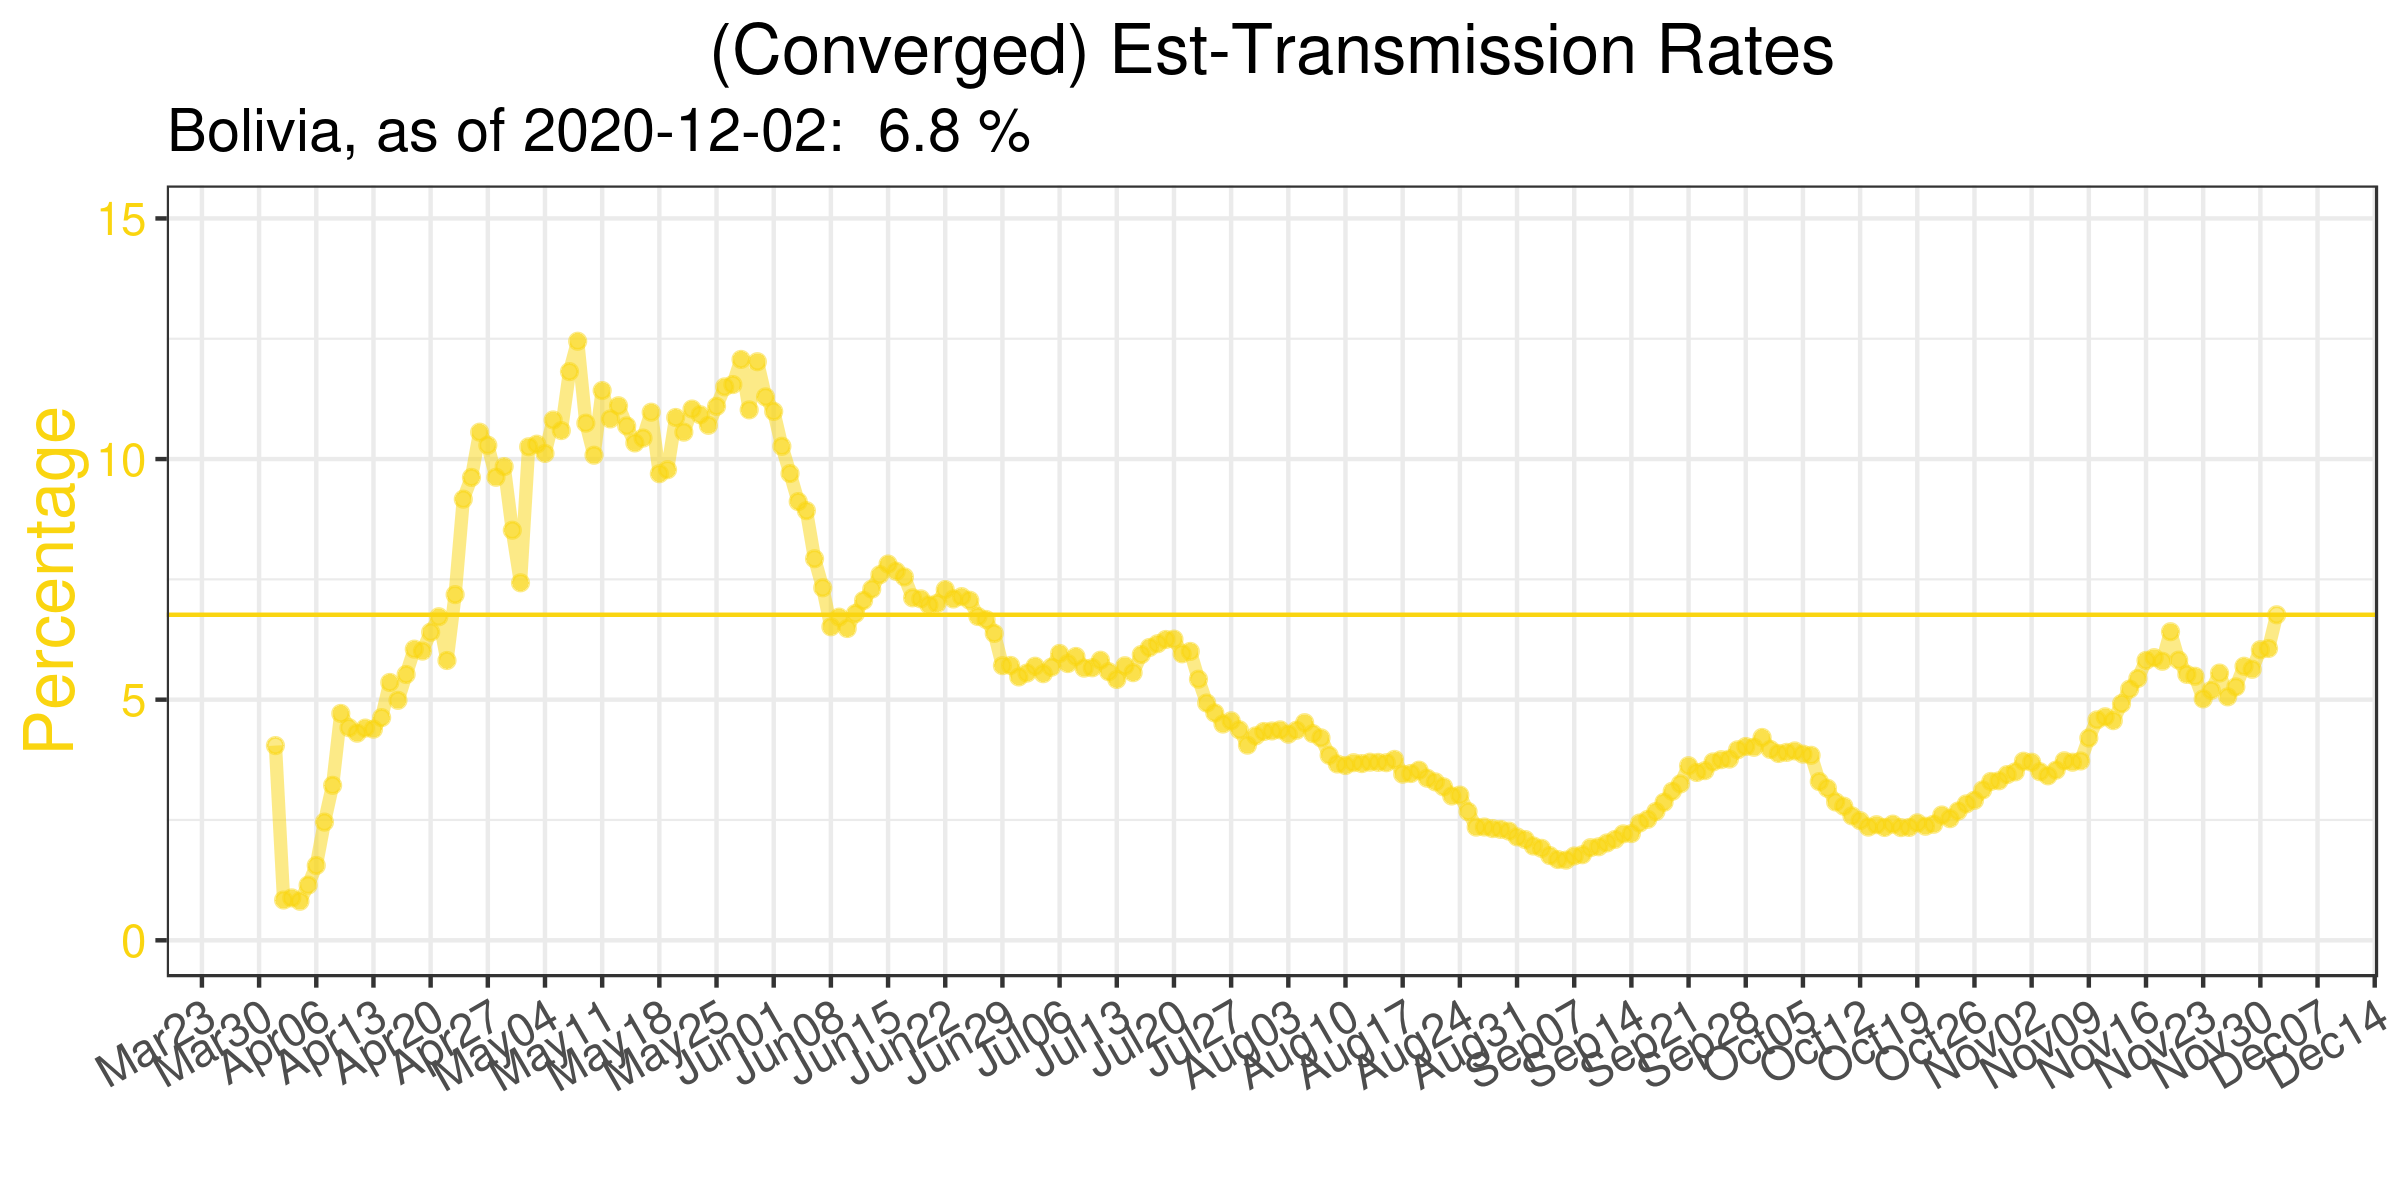 (Converged) Est-Transmission Rates
Bolivia, as of 2020-12-02:  6.8 %
Percentage
15
10
5
0
Mar23
Mar30
Apr06
Apr13
Apr20
Apr27
May04
May11
May18
May25
Jun01
Jun08
Jun15
Jun22
Jun29
Jul06
Jul13
Jul20
Jul27
Aug03
Aug10
Aug17
Aug24
Aug31
Sep07
Sep14
Sep21
Sep28
Oct05
Oct12
Oct19
Oct26
Nov02
Nov09
Nov16
Nov23
Nov30
Dec07
Dec14